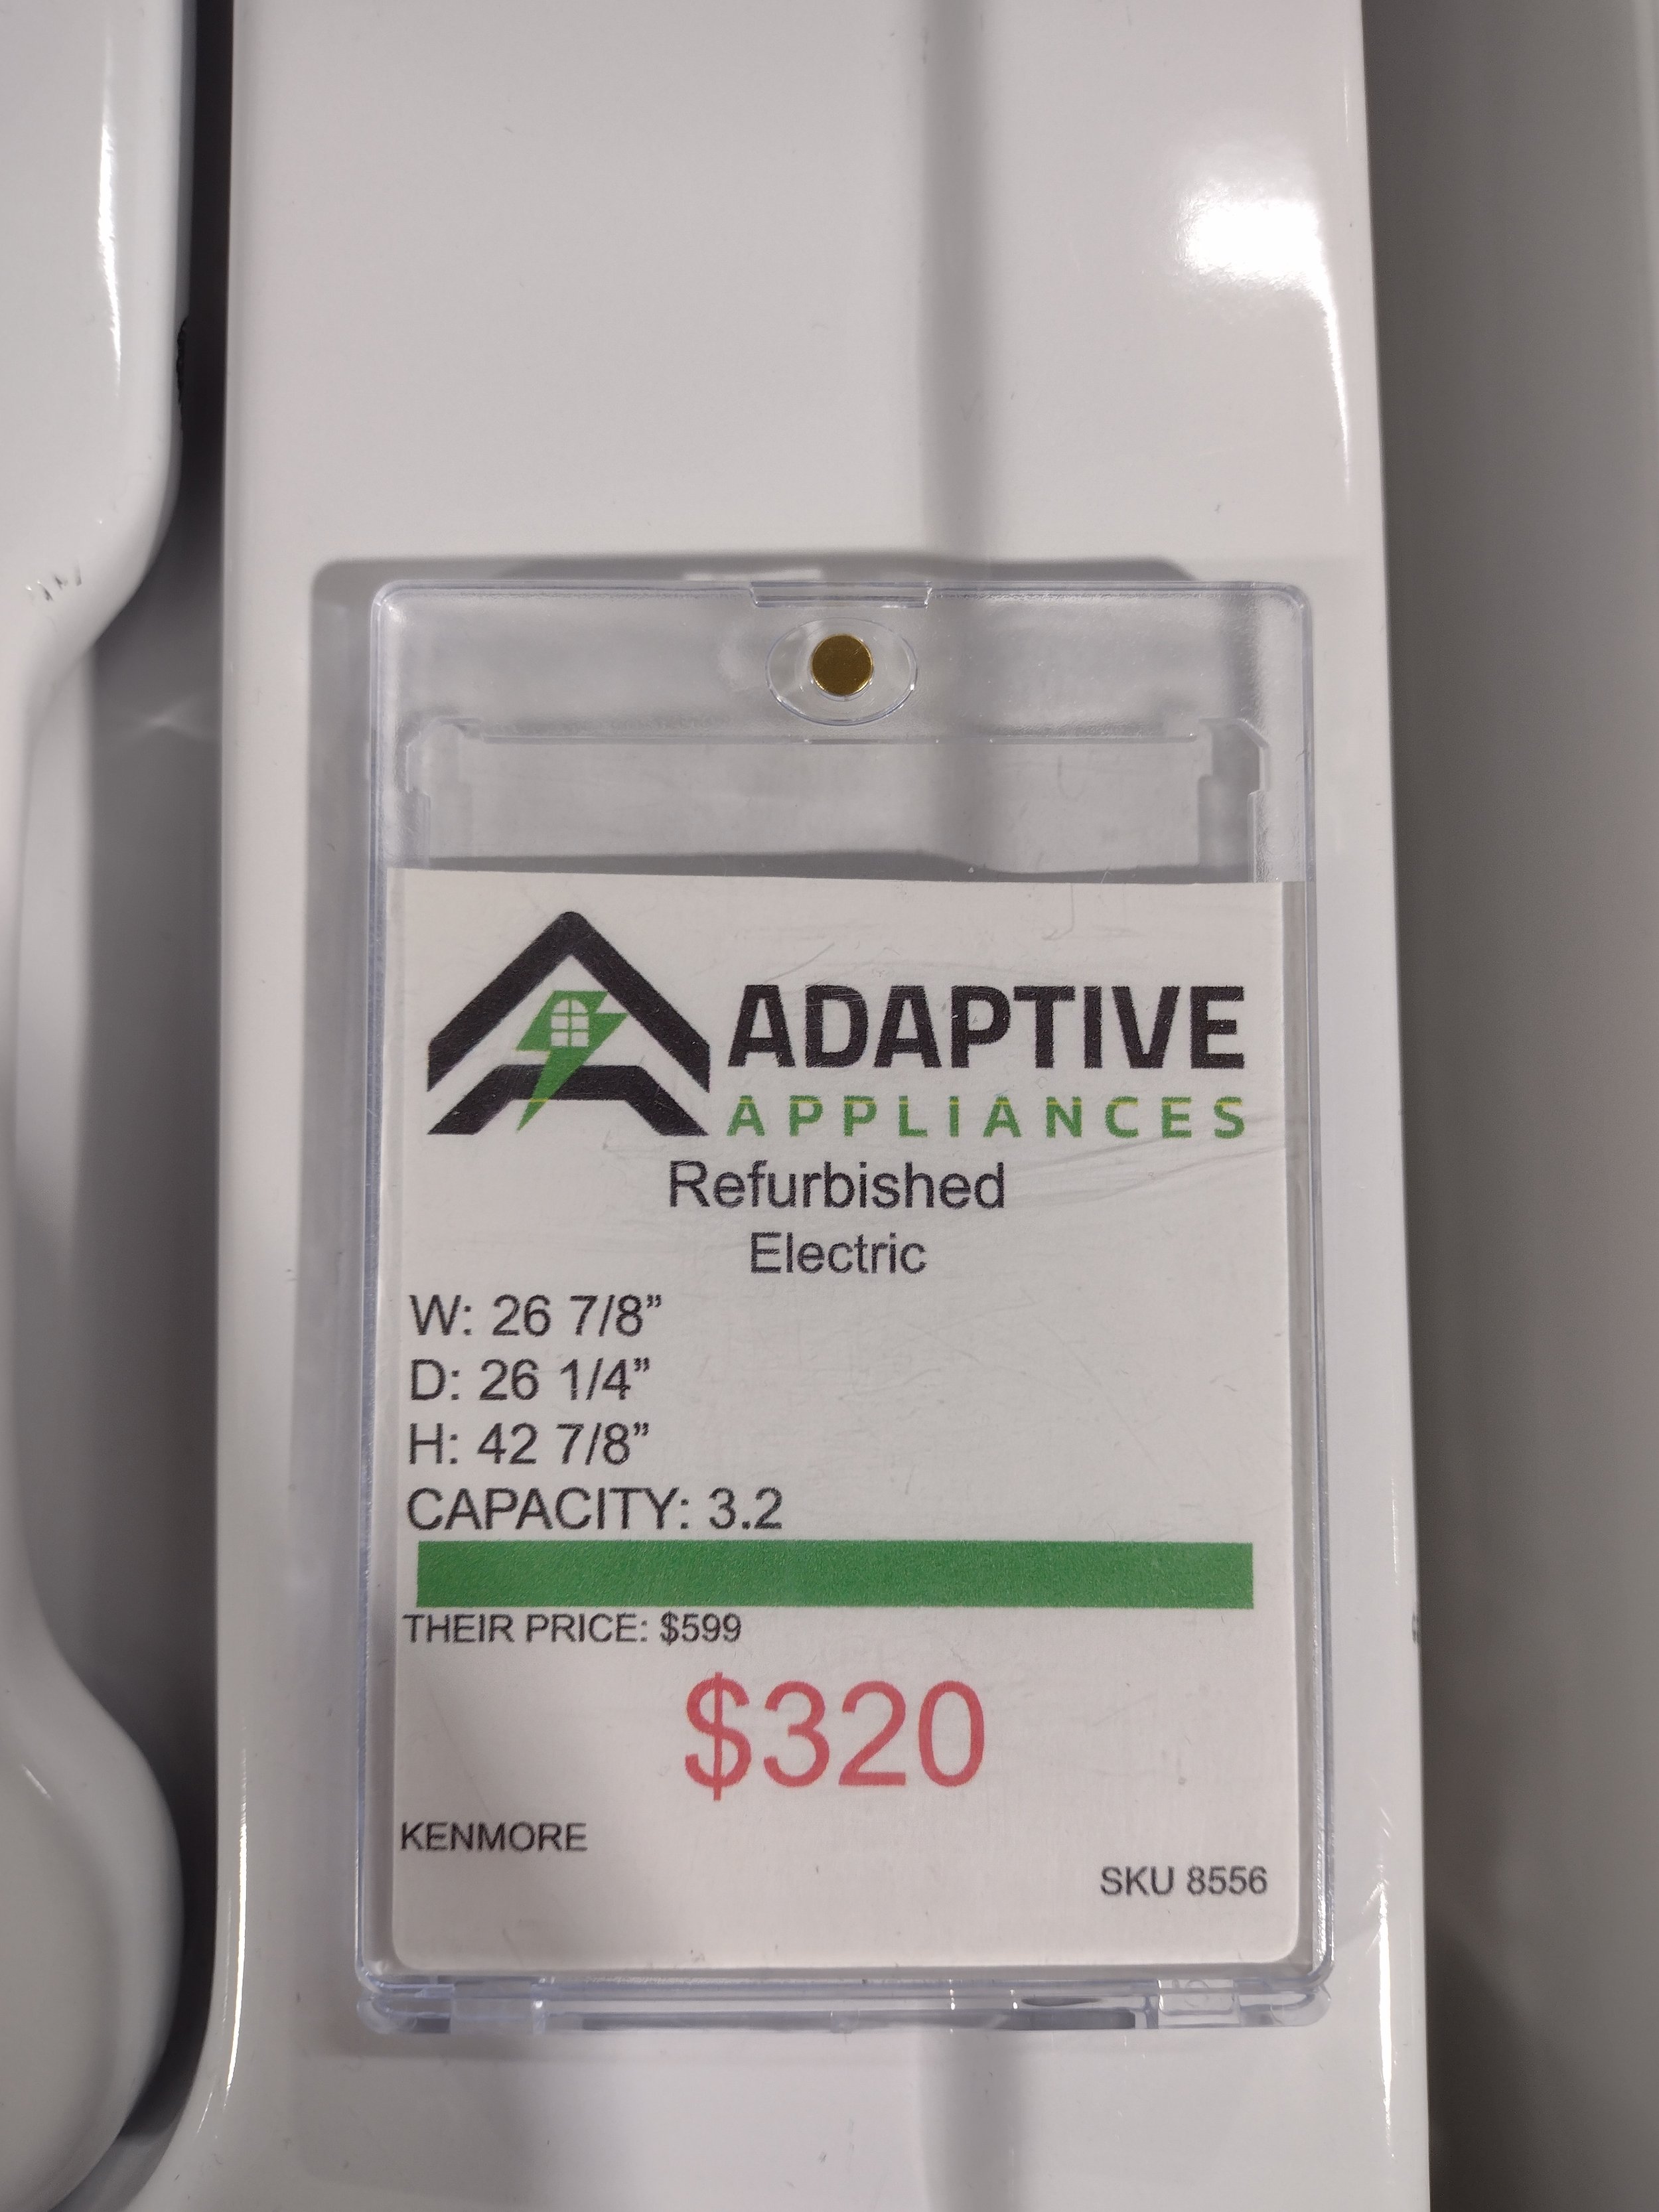 ADAPTIVE
APPLIANCES
Refurbished
Electric
W: 26 7/8”
D: 26 1/4”
H: 42 7/8”
CAPACITY: 3.2
THEIR PRICE: $599
$320
KENMORE
SKU 8556